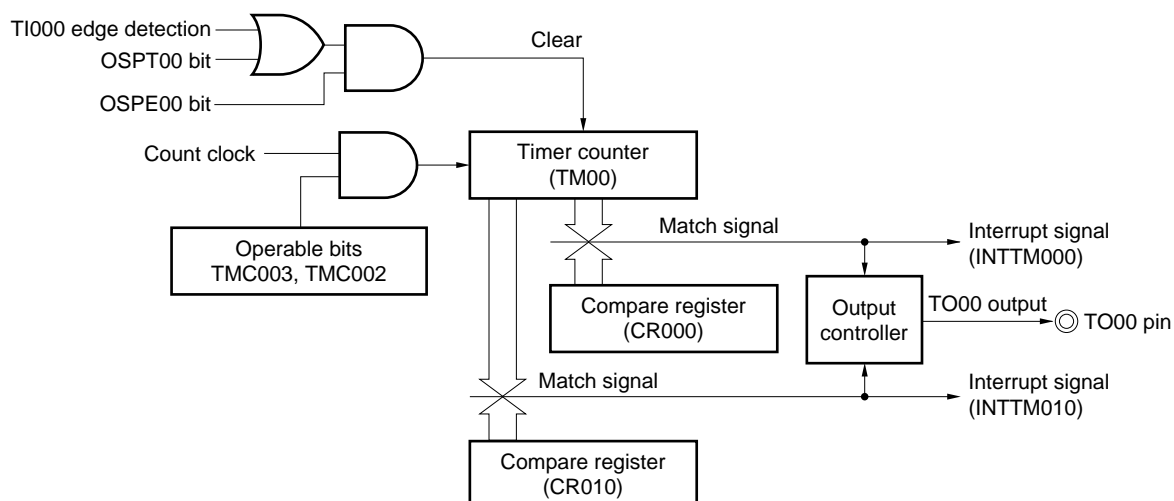 TI000 edge detection
OSPT00 bit
OSPE00 bit
Clear
Count clock
Timer counter
(TM00)
Operable bits
TMC003, TMC002
Match signal
Interrupt signal
(INTTM000)
Compare register
(CR000)
Output
controller
TO00 output
TO00 pin
Match signal
Interrupt signal
(INTTM010)
Compare register
(CR010)